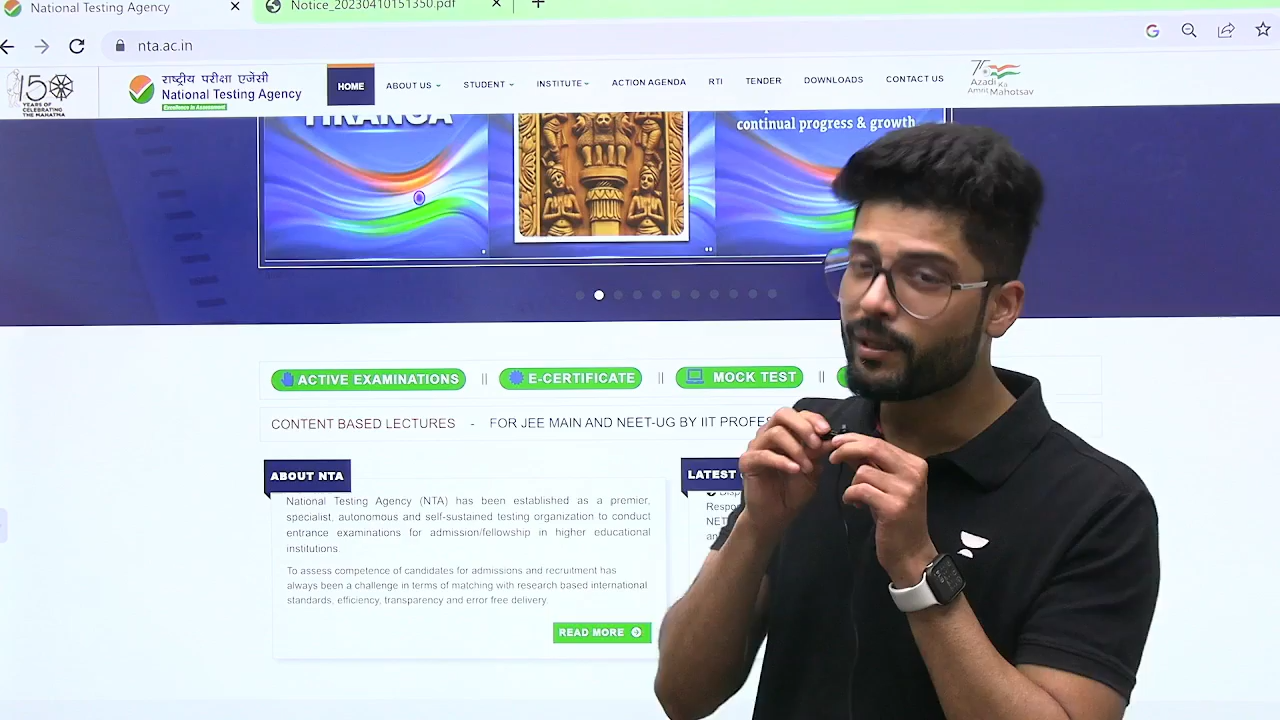 National Testing Agency
Notice_20230410151350.pdf
nta.ac.in
150
YEARS OF
CELEBRATING
THE MAHATMA
राष्ट्रीय परीक्षा एजेंसी
National Testing Agency
Excellence in Assessment
HOME
ABOUT US
STUDENT
INSTITUTE
ACTION AGENDA
RTI
TENDER
DOWNLOADS
CONTACT US
75
Azadi Ka
Amrit Mahotsav
TIRANGA
continual progress & growth
ACTIVE EXAMINATIONS || E-CERTIFICATE || MOCK TEST ||
CONTENT BASED LECTURES - FOR JEE MAIN AND NEET-UG BY IIT PROFES
ABOUT NTA
National Testing Agency (NTA) has been established as a premier,
specialist, autonomous and self-sustained testing organization to conduct
entrance examinations for admission/fellowship in higher educational
institutions.
To assess competence of candidates for admissions and recruitment has
always been a challenge in terms of matching with research based international
standards, efficiency, transparency and error free delivery.
READ MORE
LATEST
Disp
Respo
NET
an